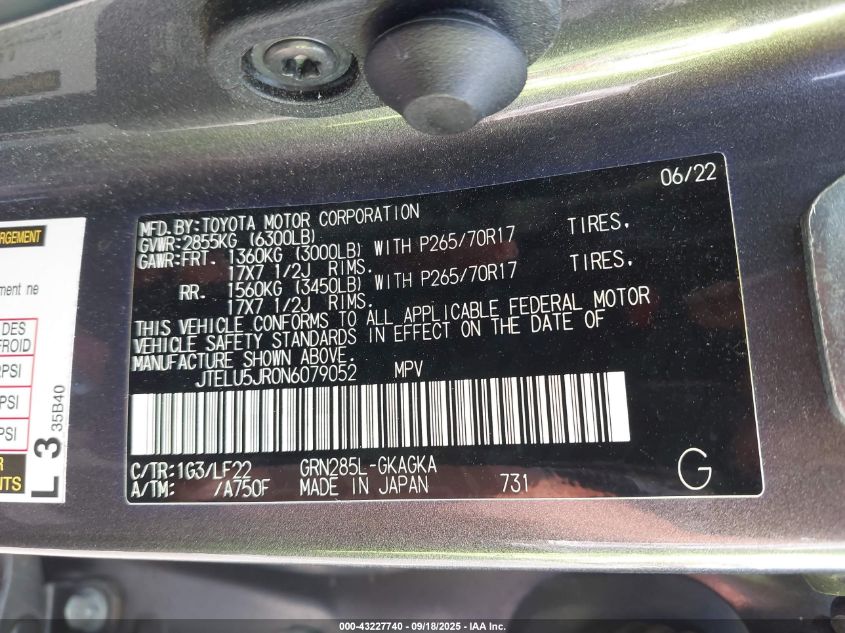 06/22
MFD.BY:TOYOTA MOTOR CORPORATION
GVWR:2855KG (6300LB)
GAWR:FRT. 1360KG (3000LB) WITH P265/70R17 TIRES,
17X7 1/2J RIMS.
RR. 1560KG (3450LB) WITH P265/70R17 TIRES,
17X7 1/2J RIMS.
THIS VEHICLE CONFORMS TO ALL APPLICABLE FEDERAL MOTOR
VEHICLE SAFETY STANDARDS IN EFFECT ON THE DATE OF
MANUFACTURE SHOWN ABOVE.
JTELU5JR0N6079052 MPV
C/TR:1G3/LF22 GRN285L-GKAGKA
A/TM: /A750F MADE IN JAPAN 731 G
ne
DES
PSI
PSI
L 3
35B40
000-43227740 - 09/18/2025 - IAA Inc.